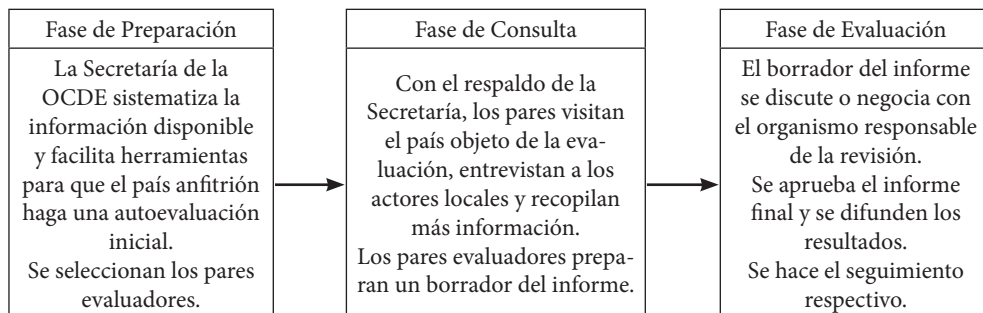 Fase de Preparación
La Secretaría de la
OCDE sistematiza la
información disponible
y facilita herramientas
para que el país anfitrión
haga una autoevaluación
inicial.
Se seleccionan los pares
evaluadores.
Fase de Consulta
Con el respaldo de la
Secretaría, los pares visitan
el país objeto de la eva-
luación, entrevistan a los
actores locales y recopilan
más información.
Los pares evaluadores prepa-
ran un borrador del informe.
Fase de Evaluación
El borrador del informe
se discute o negocia con
el organismo responsable
de la revisión.
Se aprueba el informe
final y se difunden los
resultados.
Se hace el seguimiento
respectivo.